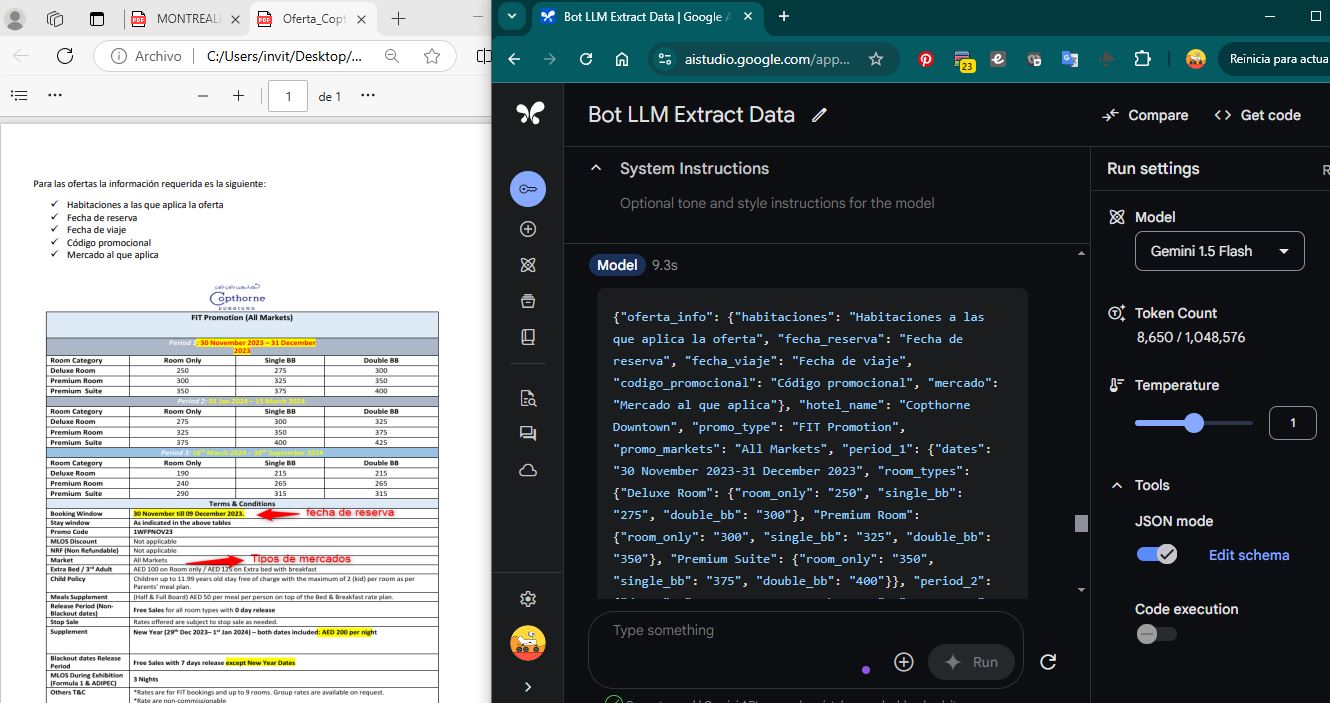 MONTREAL
Oferta_Copt
Archivo
C:/Users/invit/Desktop/...
1
de 1
Para las ofertas la información requerida es la siguiente:
✓ Habitaciones a las que aplica la oferta
✓ Fecha de reserva
✓ Fecha de viaje
✓ Código promocional
✓ Mercado al que aplica
Copthorne
DOWNTOWN
FIT Promotion (All Markets)
Period 1: 30 November 2023 – 31 December
2023
Room Category Room Only Single BB Double BB
Deluxe Room 250 275 300
Premium Room 300 325 350
Premium Suite 350 375 400
Period 2: 01 Jan 2024 – 15 March 2024.
Room Category Room Only Single BB Double BB
Deluxe Room 275 300 325
Premium Room 325 350 375
Premium Suite 375 400 425
Period 3: 16th March 2024 – 30th September 2024
Room Category Room Only Single BB Double BB
Deluxe Room 190 215 215
Premium Room 240 265 265
Premium Suite 290 315 315
Terms & Conditions
Booking Window 30 November till 09 December 2023. fecha de reserva
Stay window As indicated in the above tables
Promo Code 1WFPNOV23
MLOS Discount Not applicable
NRF (Non Refundable) Not applicable
Market All Markets Tipos de mercados
Extra Bed / 3rd Adult AED 100 on Room only / AED 125 on Extra bed with breakfast
Child Policy Children up to 11.99 years old stay free of charge with the maximum of 2 (kid) per room as per
Parents' meal plan.
Meals Supplement (Half & Full Board) AED 50 per meal per person on top of the Bed & Breakfast rate plan.
Release Period (Non-
Blackout dates) Free Sales for all room types with 0 day release
Stop Sale Rates offered are subject to stop sale as needed.
Supplement New Year (29th Dec 2023– 1st Jan 2024) – both dates included: AED 200 per night
Blackout dates Release
Period Free Sales with 7 days release except New Year Dates
MLOS During Exhibition
(Formula 1 & ADIPEC) 3 Nights
Others T&C *Rates are for FIT bookings and up to 9 rooms. Group rates are available on request.
*Rate are non-commissionable
Bot LLM Extract Data | Google A
aistudio.google.com/app...
23
Reinicia para actua
Bot LLM Extract Data
Compare
Get code
System Instructions
Optional tone and style instructions for the model
Model 9.3s
{"oferta_info": {"habitaciones": "Habitaciones a las
que aplica la oferta", "fecha_reserva": "Fecha de
reserva", "fecha_viaje": "Fecha de viaje",
"codigo_promocional": "Código promocional", "mercado":
"Mercado al que aplica"}, "hotel_name": "Copthorne
Downtown", "promo_type": "FIT Promotion",
"promo_markets": "All Markets", "period_1": {"dates":
"30 November 2023-31 December 2023", "room_types":
{"Deluxe Room": {"room_only": "250", "single_bb":
"275", "double_bb": "300"}, "Premium Room":
{"room_only": "300", "single_bb": "325", "double_bb":
"350"}, "Premium Suite": {"room_only": "350",
"single_bb": "375", "double_bb": "400"}}, "period_2":
Type something
Run
Run settings
R
Model
Gemini 1.5 Flash
Token Count
8,650 / 1,048,576
Temperature
1
Tools
JSON mode
Edit schema
Code execution